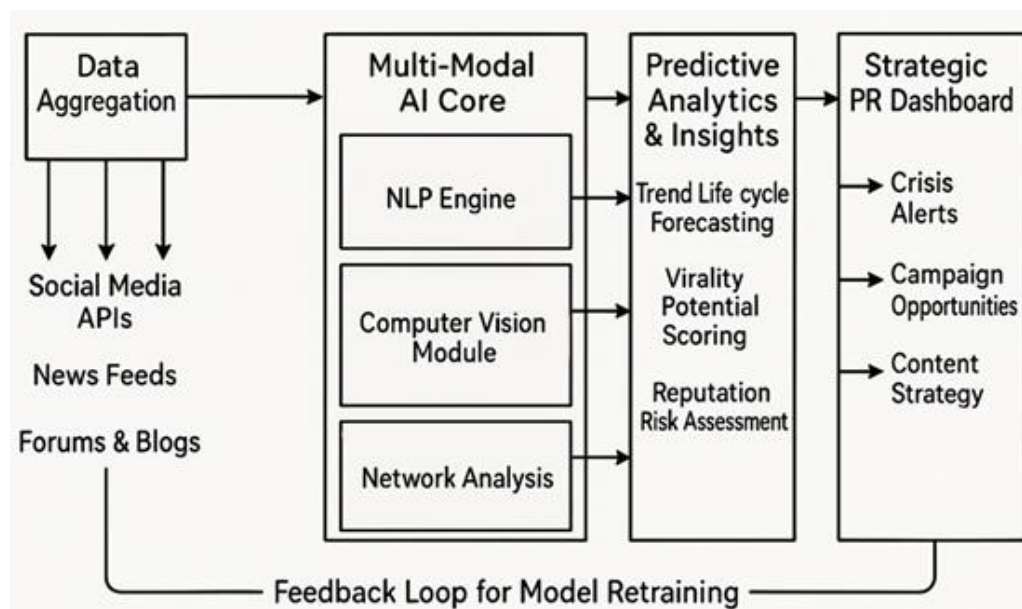 Data
Aggregation
Social Media
APIs
News Feeds
Forums & Blogs
Multi-Modal
AI Core
NLP Engine
Computer Vision
Module
Network Analysis
Predictive
Analytics
& Insights
Trend Life cycle
Forecasting
Virality
Potential
Scoring
Reputation
Risk Assessment
Strategic
PR Dashboard
Crisis
Alerts
Campaign
Opportunities
Content
Strategy
Feedback Loop for Model Retraining